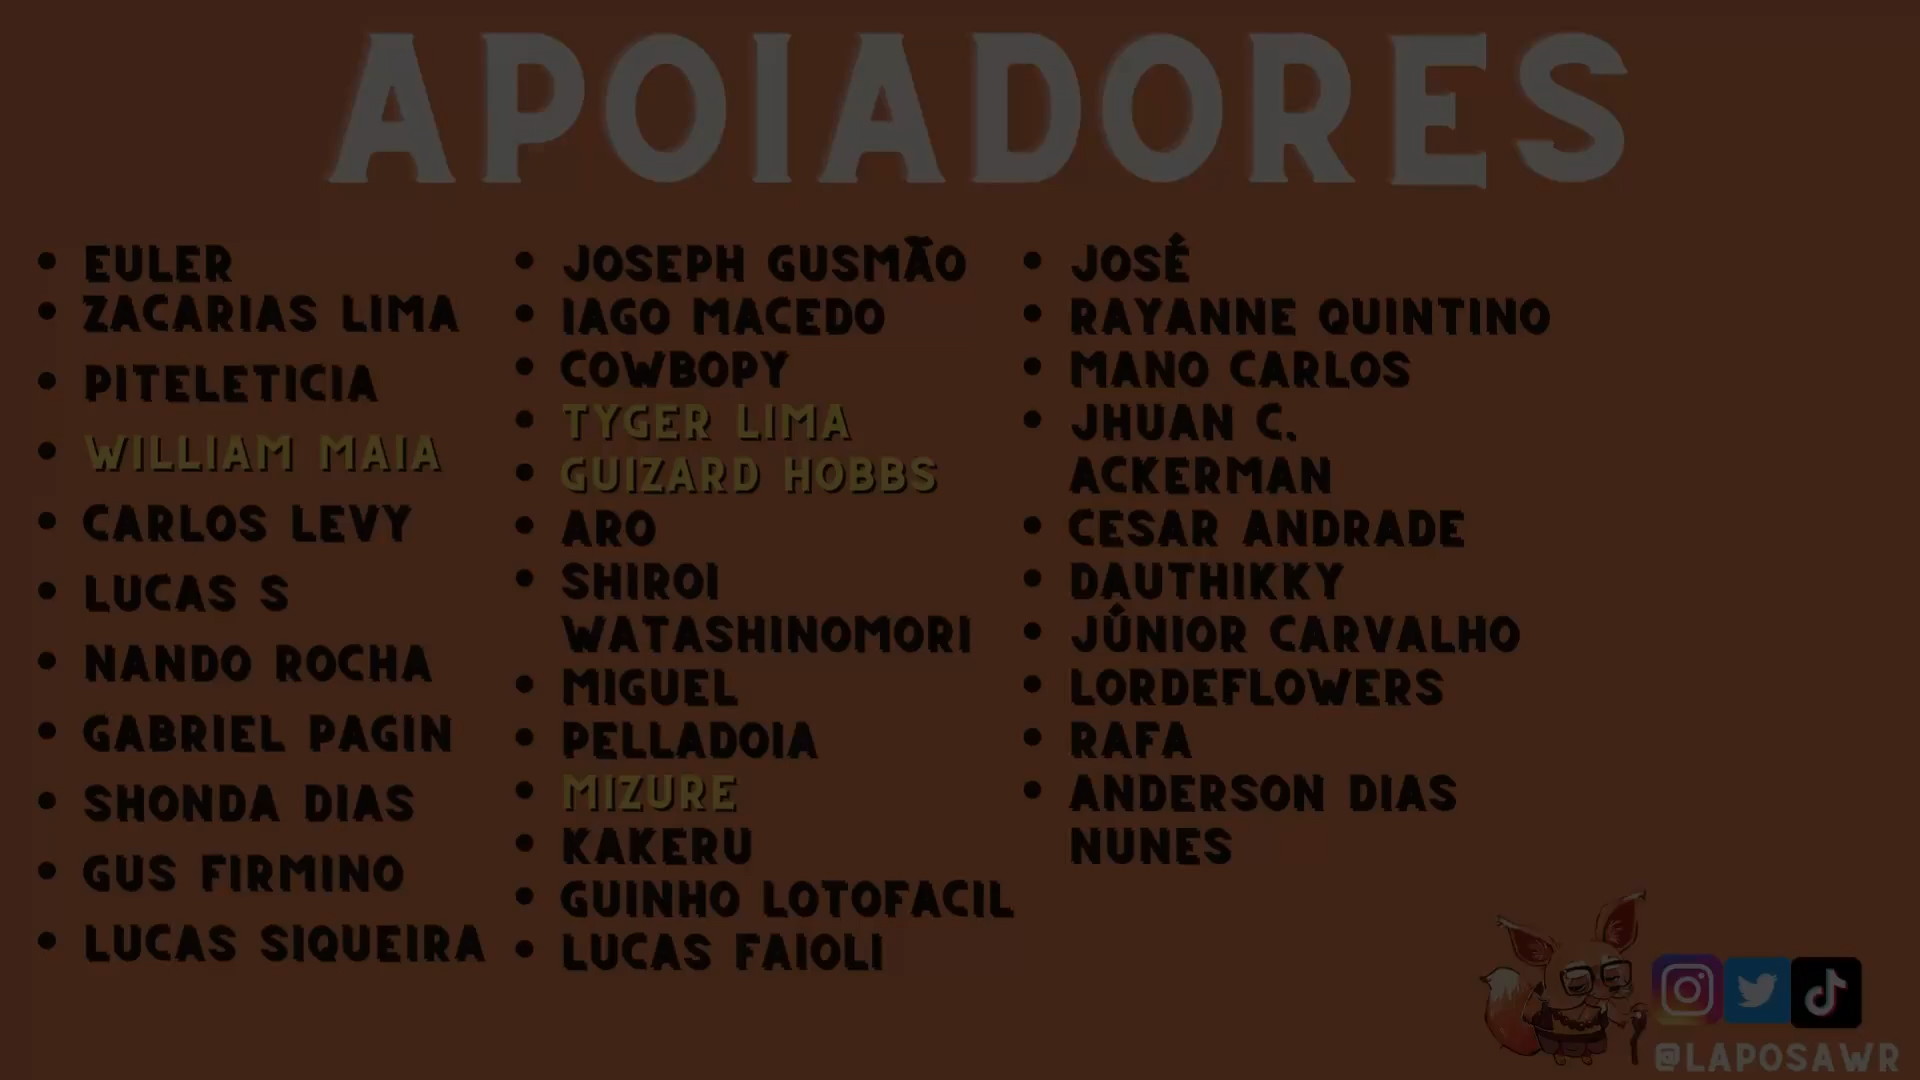 APOIADORES
EULER
ZACARIAS LIMA
PITELETICIA
WILLIAM MAIA
CARLOS LEVY
LUCAS S
NANDO ROCHA
GABRIEL PAGIN
SHONDA DIAS
GUS FIRMINO
LUCAS SIQUEIRA
JOSEPH GUSMÃO
IAGO MACEDO
COWBOPY
TYGER LIMA
GUIZARD HOBBS
ARO
SHIROI
WATASHINOMORI
MIGUEL
PELLADOIA
MIZURE
KAKERU
GUINHO LOTOFACIL
LUCAS FAIOLI
JOSÉ
RAYANNE QUINTINO
MANO CARLOS
JHUAN C.
ACKERMAN
CESAR ANDRADE
DAUTHIKKY
JÚNIOR CARVALHO
LORDEFLOWERS
RAFA
ANDERSON DIAS
NUNES
@LAPOSAWR